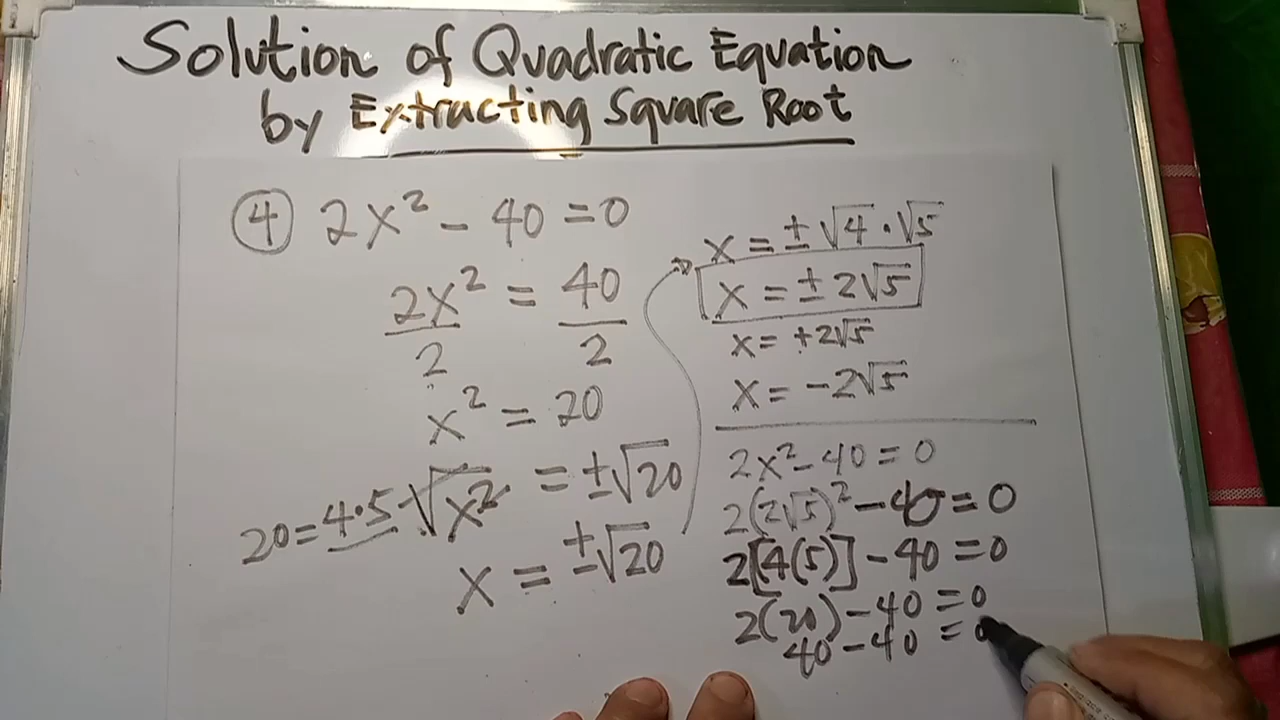 Solution of Quadratic Equation
by Extracting Square Root
④ 2x² - 40 = 0
2x² = 40
2 2
x² = 20
20 = 4·5 √x² = ±√20
x = ±√20
x = ±√4 · √5
x = ±2√5
x = +2√5
x = -2√5
2x² - 40 = 0
2(2√5)² - 40 = 0
2[4(5)] - 40 = 0
2(20) - 40 = 0
40 - 40 = 0